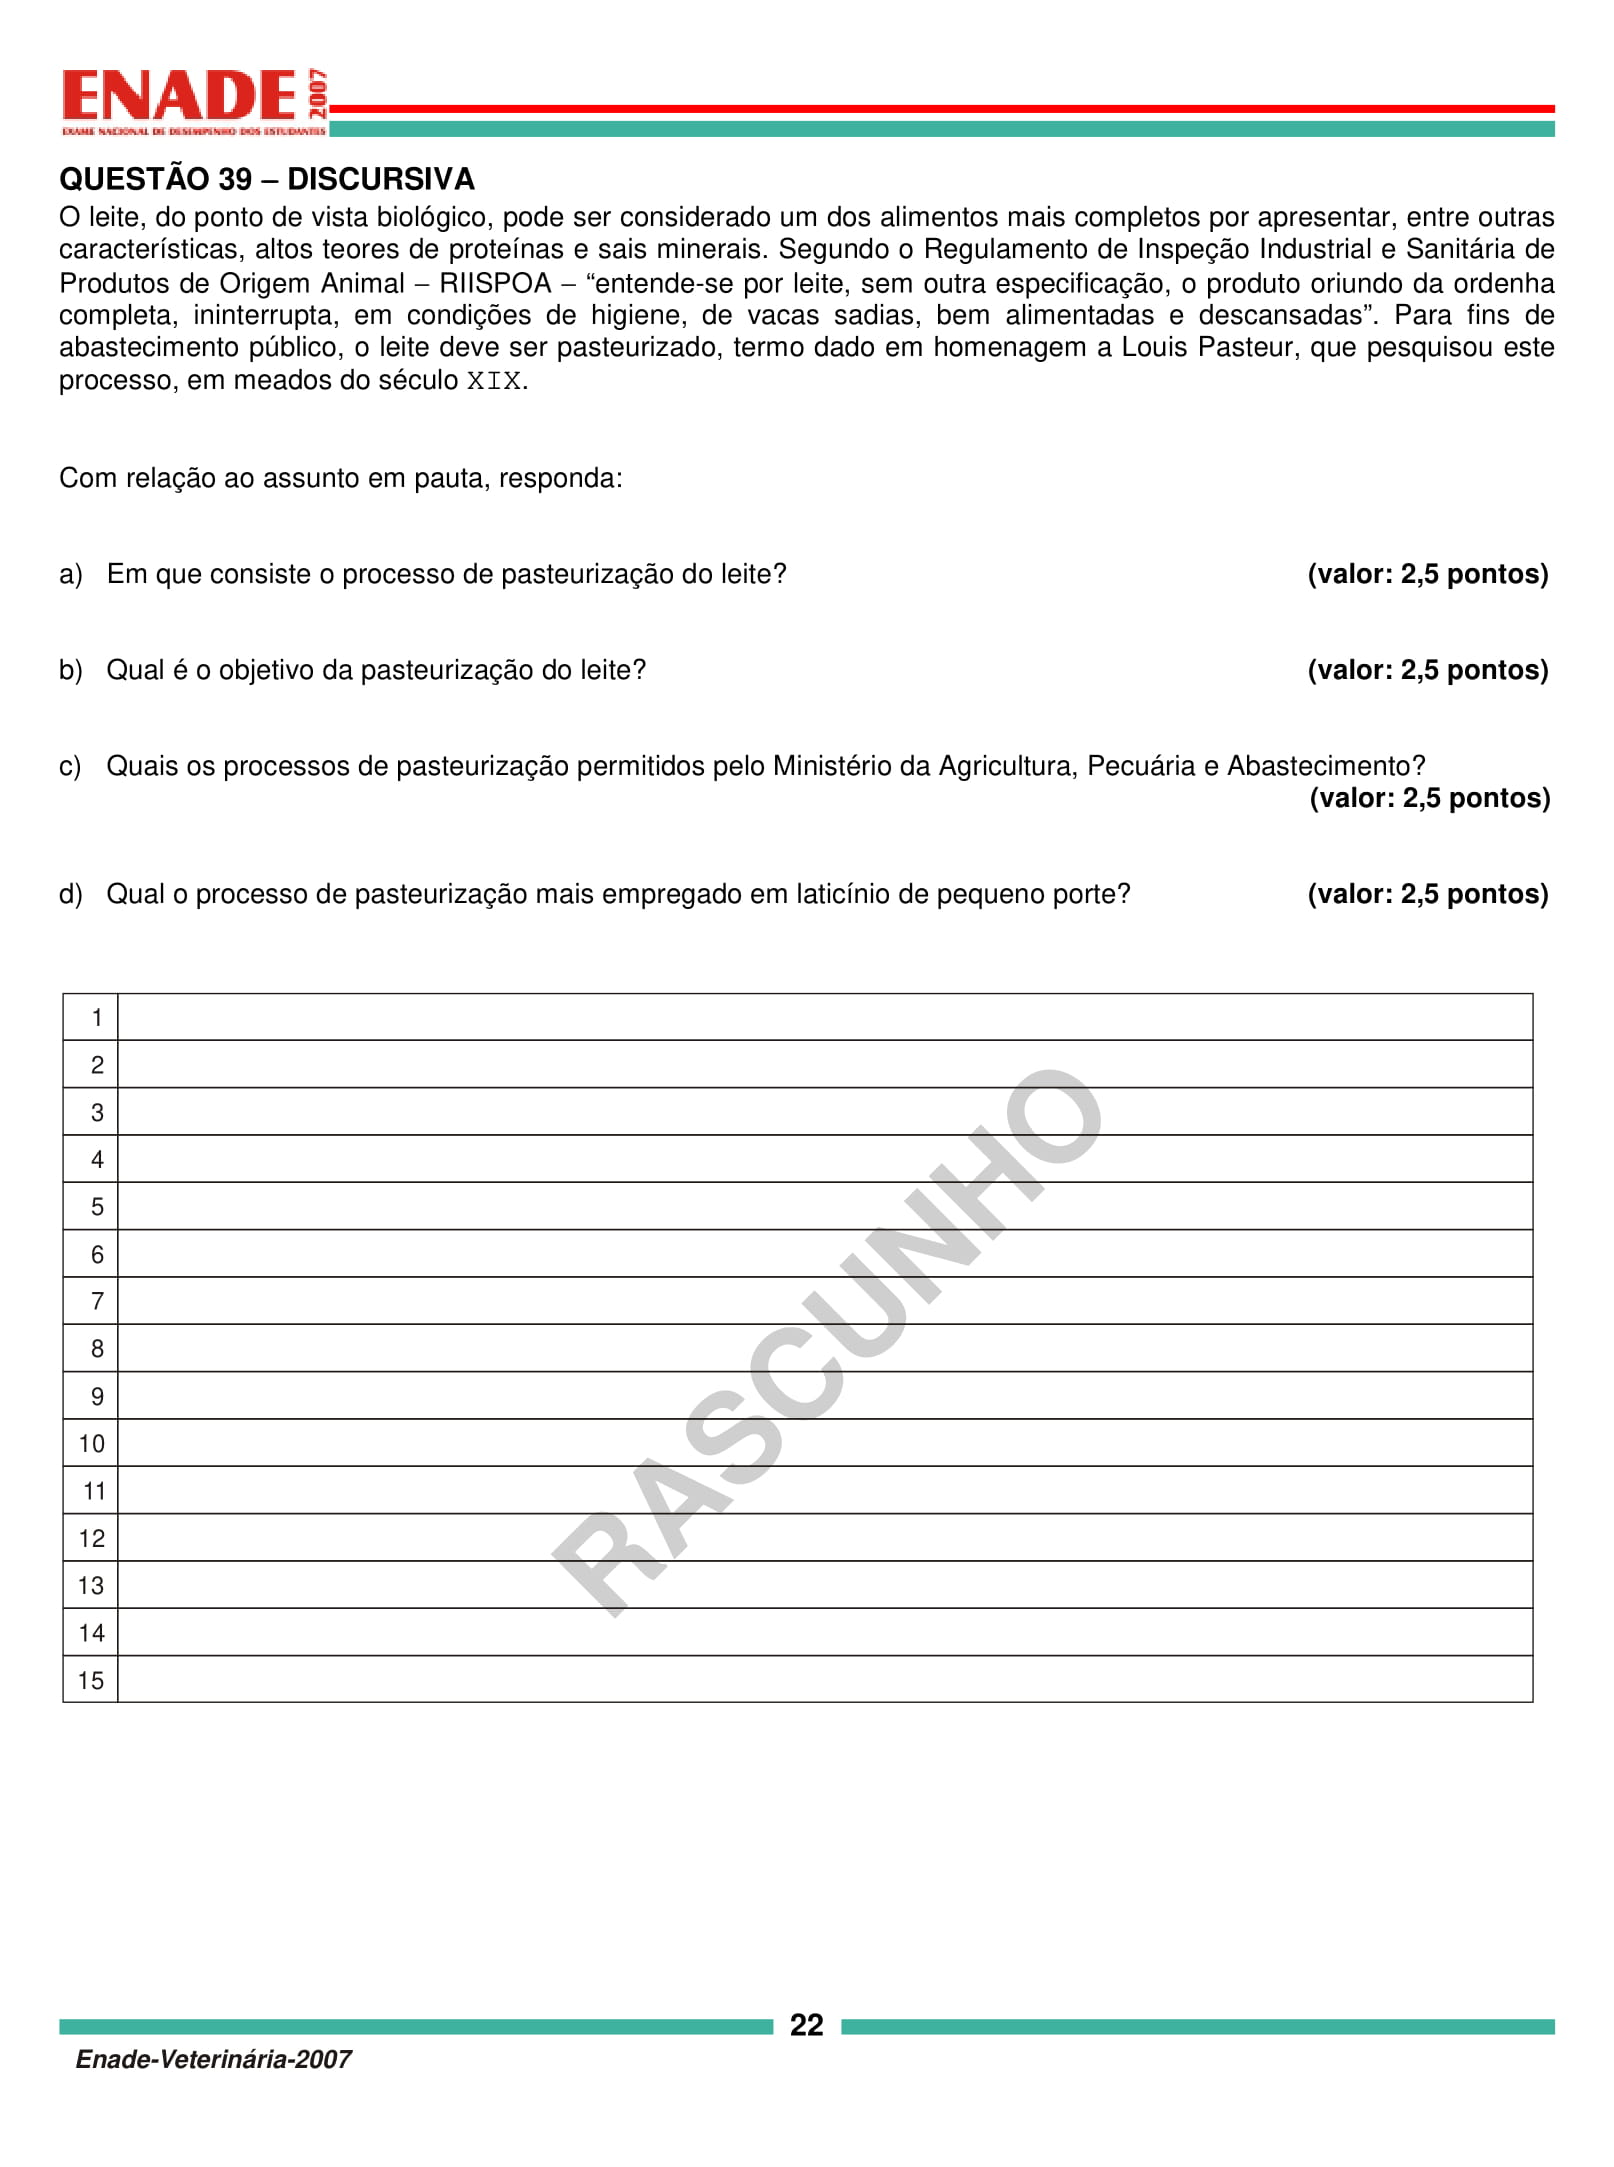 ENADE 2007
EXAME NACIONAL DE DESEMPENHO DOS ESTUDANTES
QUESTÃO 39 – DISCURSIVA
O leite, do ponto de vista biológico, pode ser considerado um dos alimentos mais completos por apresentar, entre outras
características, altos teores de proteínas e sais minerais. Segundo o Regulamento de Inspeção Industrial e Sanitária de
Produtos de Origem Animal – RIISPOA – “entende-se por leite, sem outra especificação, o produto oriundo da ordenha
completa, ininterrupta, em condições de higiene, de vacas sadias, bem alimentadas e descansadas”. Para fins de
abastecimento público, o leite deve ser pasteurizado, termo dado em homenagem a Louis Pasteur, que pesquisou este
processo, em meados do século XIX.
Com relação ao assunto em pauta, responda:
a) Em que consiste o processo de pasteurização do leite? (valor: 2,5 pontos)
b) Qual é o objetivo da pasteurização do leite? (valor: 2,5 pontos)
c) Quais os processos de pasteurização permitidos pelo Ministério da Agricultura, Pecuária e Abastecimento?
(valor: 2,5 pontos)
d) Qual o processo de pasteurização mais empregado em laticínio de pequeno porte? (valor: 2,5 pontos)
1
2
3
4
5
6
7
8
9
10
11
12
13
14
15
RASCUNHO
22
Enade-Veterinária-2007